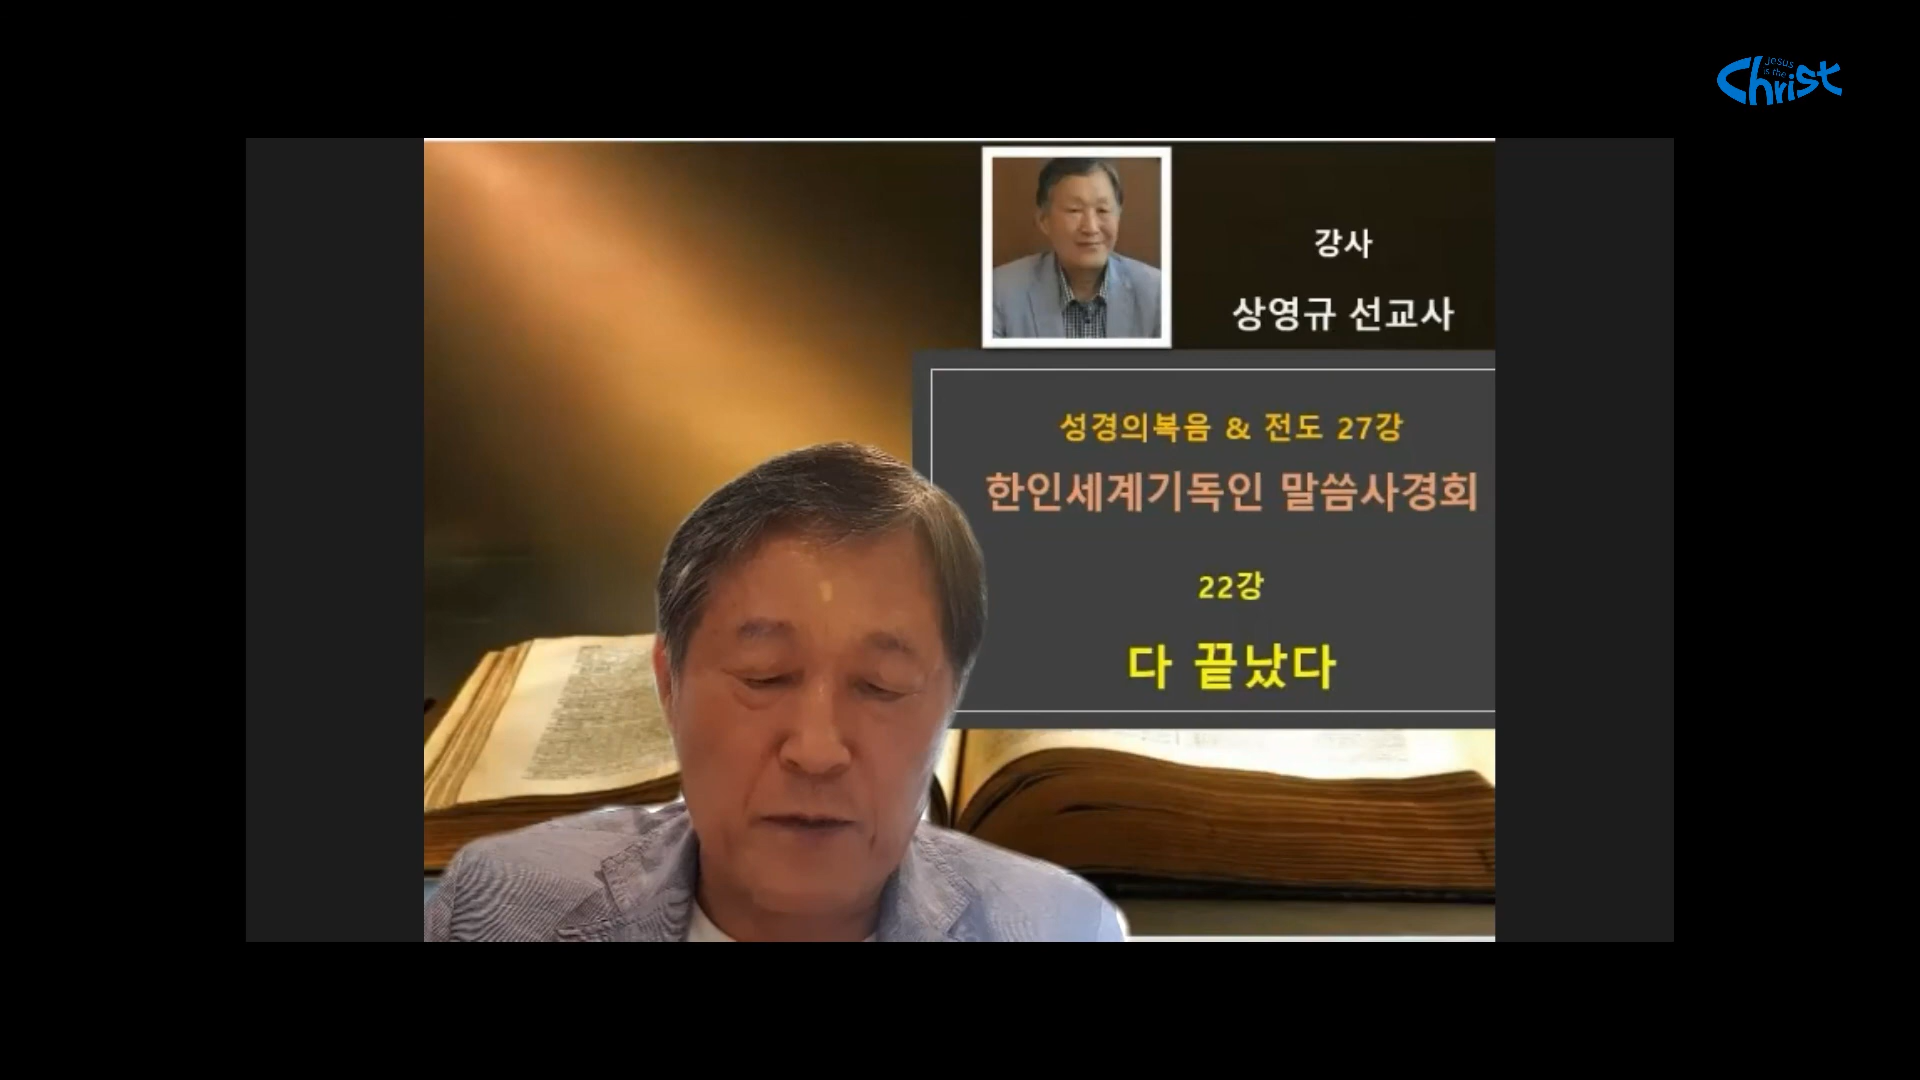 Jesus
is the
Christ
강사
상영규 선교사
성경의복음 & 전도 27강
한인세계기독인 말씀사경회
22강
다 끝났다